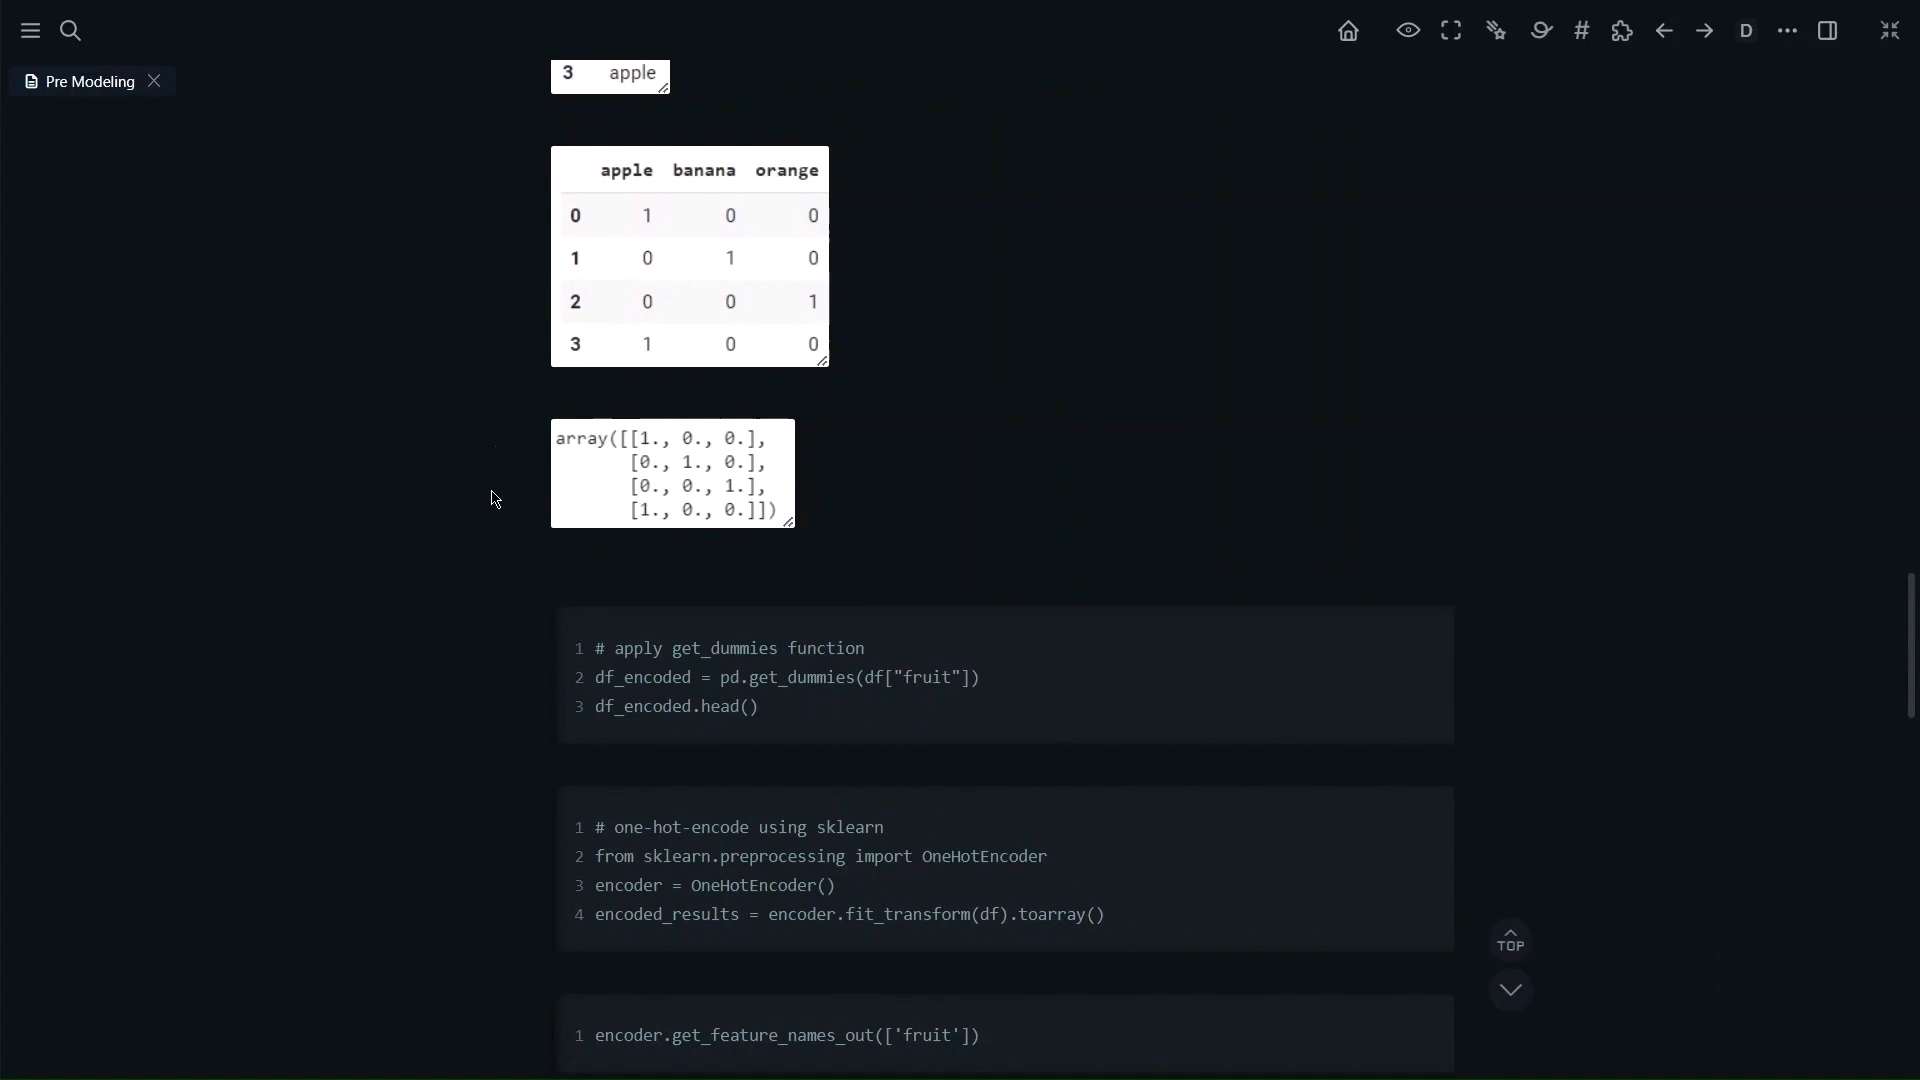 D
Pre Modeling
3 apple
apple banana orange
0 1 0 0
1 0 1 0
2 0 0 1
3 1 0 0
array([[1., 0., 0.],
[0., 1., 0.],
[0., 0., 1.],
[1., 0., 0.]])
1 # apply get_dummies function
2 df_encoded = pd.get_dummies(df["fruit"])
3 df_encoded.head()
1 # one-hot-encode using sklearn
2 from sklearn.preprocessing import OneHotEncoder
3 encoder = OneHotEncoder()
4 encoded_results = encoder.fit_transform(df).toarray()
TOP
1 encoder.get_feature_names_out(['fruit'])